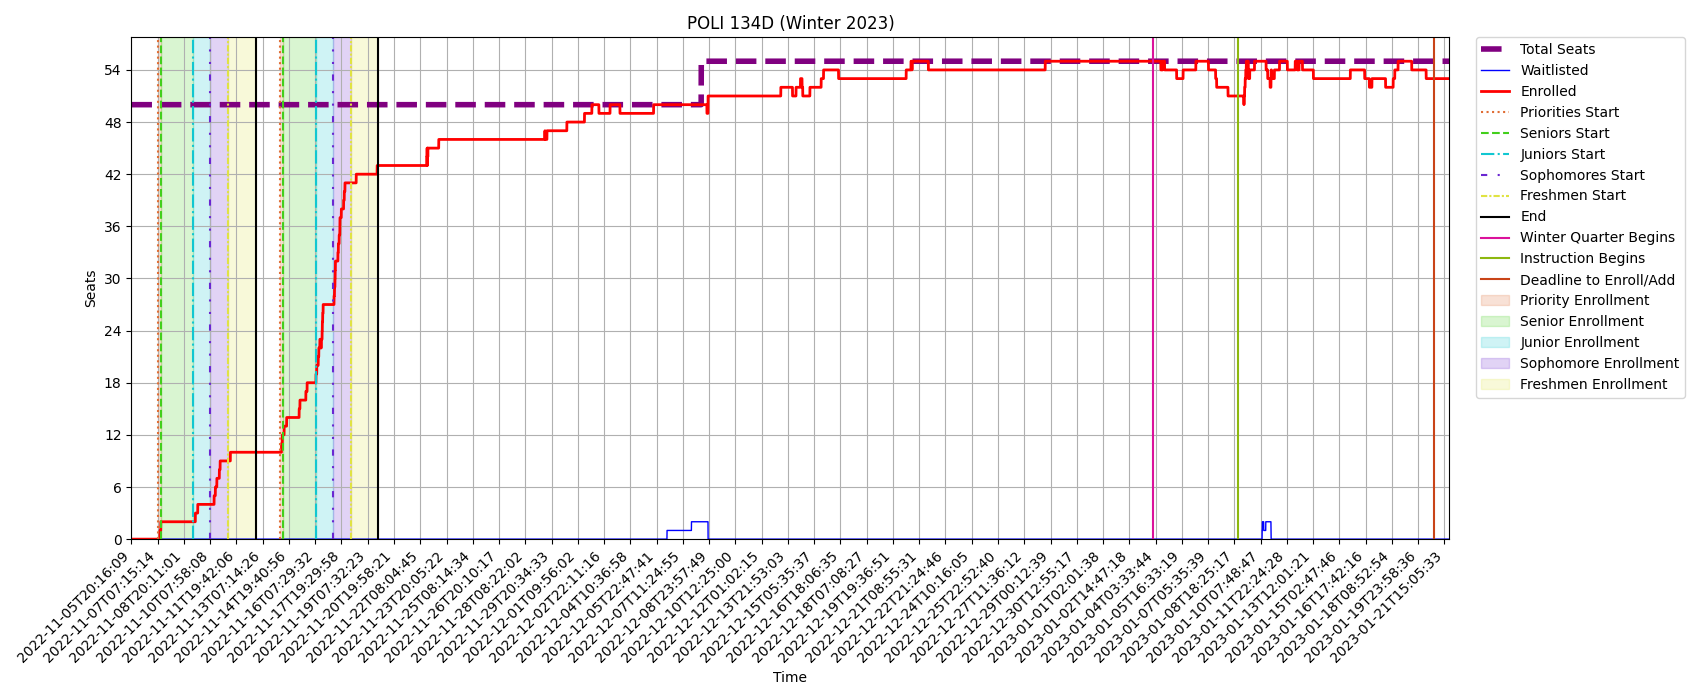 POLI 134D (Winter 2023)
Seats
54
48
42
36
30
24
18
12
6
0
2022-11-05T20:16:09
2022-11-07T07:15:14
2022-11-08T20:11:01
2022-11-10T07:58:08
2022-11-11T19:42:06
2022-11-13T07:14:26
2022-11-14T19:40:56
2022-11-16T07:29:32
2022-11-17T19:29:58
2022-11-19T07:32:23
2022-11-20T19:58:21
2022-11-22T08:04:45
2022-11-23T20:05:22
2022-11-25T08:14:34
2022-11-26T20:10:17
2022-11-28T08:22:02
2022-11-29T20:34:33
2022-12-01T09:56:02
2022-12-02T22:11:16
2022-12-04T10:36:58
2022-12-05T22:47:41
2022-12-07T11:24:55
2022-12-08T23:57:49
2022-12-10T12:25:00
2022-12-12T01:02:15
2022-12-13T13:53:03
2022-12-15T05:35:37
2022-12-16T18:06:35
2022-12-18T07:08:27
2022-12-19T19:36:51
2022-12-21T08:55:31
2022-12-22T21:24:46
2022-12-24T10:16:05
2022-12-25T22:52:40
2022-12-27T11:36:12
2022-12-29T00:12:39
2022-12-30T12:55:17
2023-01-01T02:01:38
2023-01-02T14:47:18
2023-01-04T03:33:44
2023-01-05T16:33:19
2023-01-07T05:35:39
2023-01-08T18:25:17
2023-01-10T07:48:47
2023-01-11T22:24:28
2023-01-13T12:01:22
2023-01-15T02:47:46
2023-01-16T17:42:16
2023-01-18T08:52:54
2023-01-19T23:58:36
2023-01-21T15:05:33
Time
Total Seats
Waitlisted
Enrolled
Priorities Start
Seniors Start
Juniors Start
Sophomores Start
Freshmen Start
End
Winter Quarter Begins
Instruction Begins
Deadline to Enroll/Add
Priority Enrollment
Senior Enrollment
Junior Enrollment
Sophomore Enrollment
Freshmen Enrollment